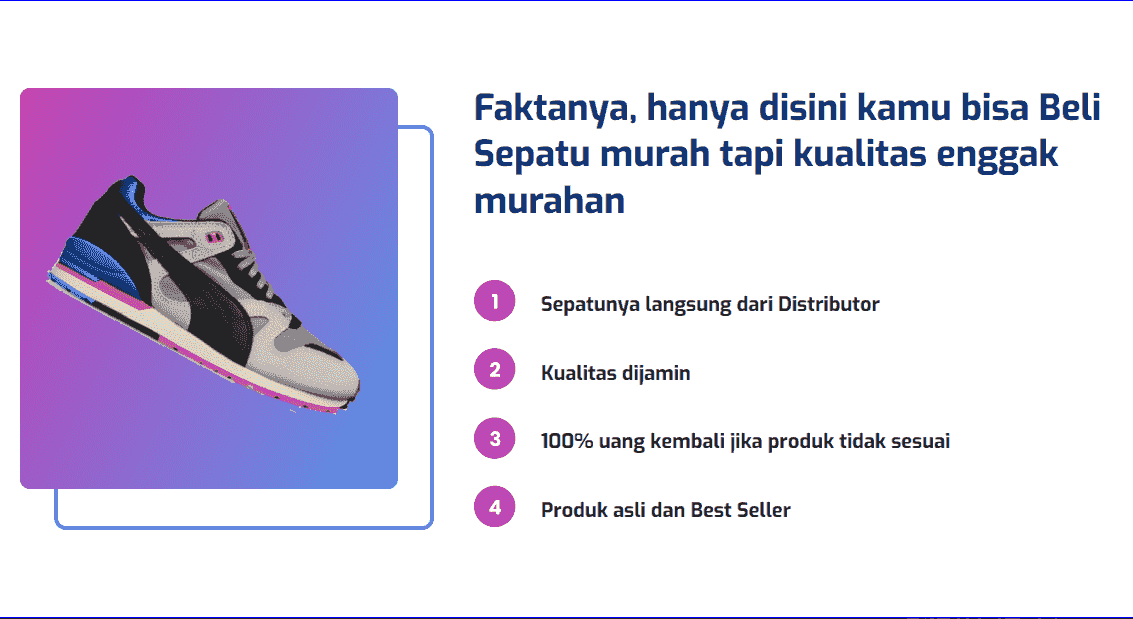 Faktanya, hanya disini kamu bisa Beli
Sepatu murah tapi kualitas enggak
murahan
1 Sepatunya langsung dari Distributor
2 Kualitas dijamin
3 100% uang kembali jika produk tidak sesuai
4 Produk asli dan Best Seller